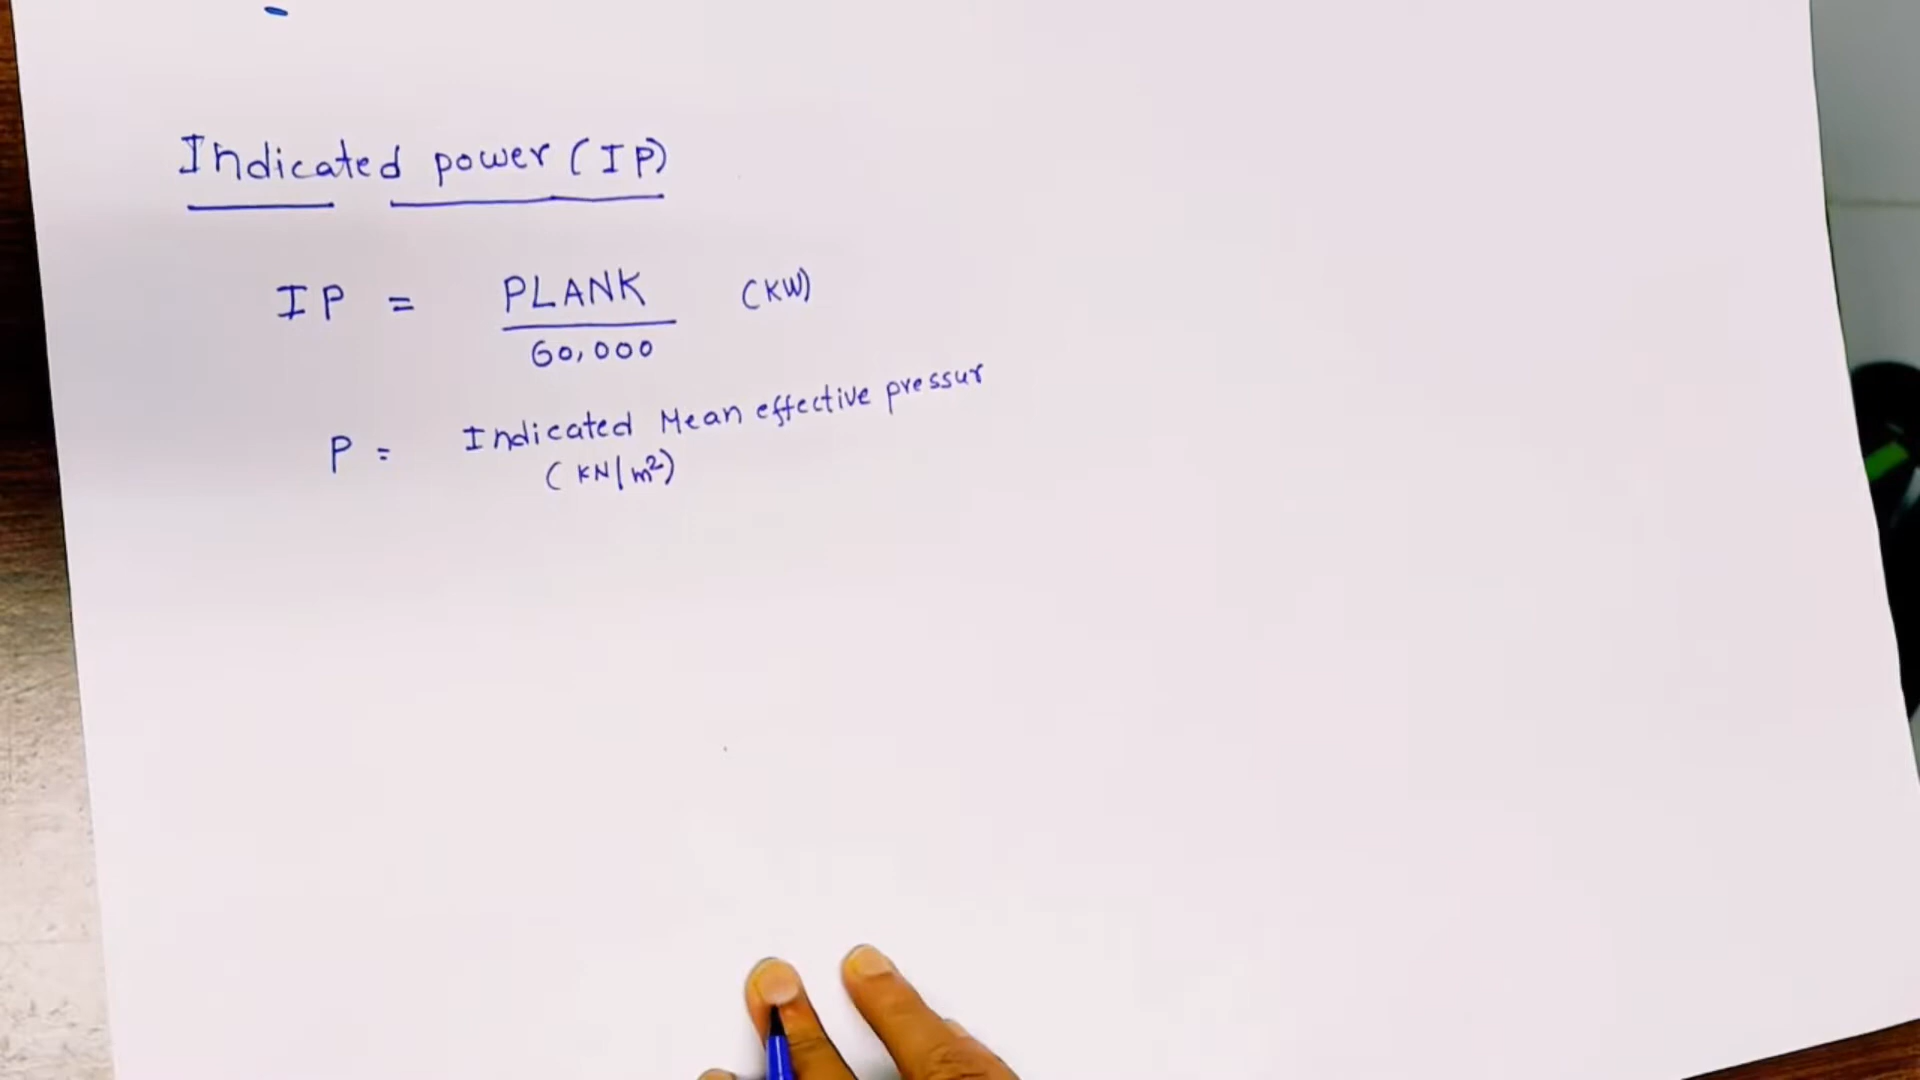 Indicated power (IP)
IP = PLANK / 60,000 (KW)
P = Indicated Mean effective pressur
(KN/m²)